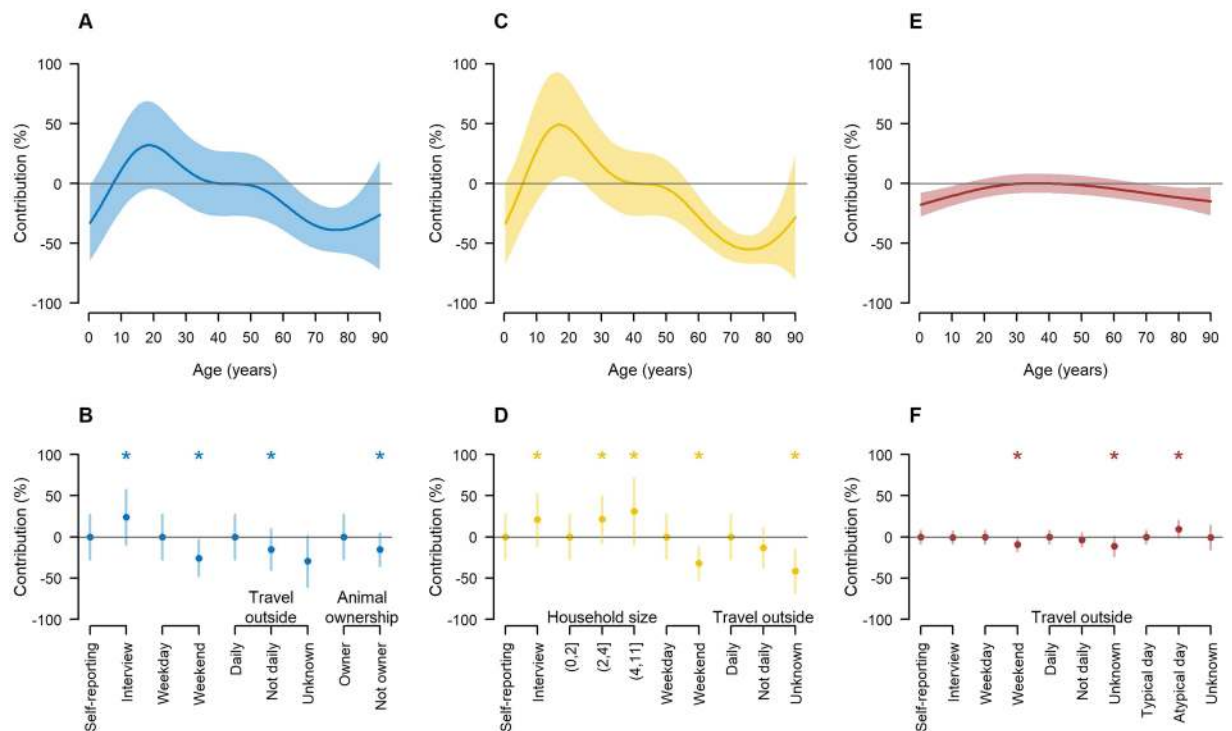 A
C
E
Contribution (%)
100
50
0
-50
-100
0 10 20 30 40 50 60 70 80 90
Age (years)
Contribution (%)
100
50
0
-50
-100
0 10 20 30 40 50 60 70 80 90
Age (years)
Contribution (%)
100
50
0
-50
-100
0 10 20 30 40 50 60 70 80 90
Age (years)
B
Contribution (%)
100
50
0
-50
-100
* * * *
Travel
outside
Animal
ownership
Self-reporting
Interview
Weekday
Weekend
Daily
Not daily
Unknown
Owner
Not owner
D
Contribution (%)
100
50
0
-50
-100
* * * * *
Household size
Travel outside
Self-reporting
Interview
(0,2]
(2,4]
(4,11]
Weekday
Weekend
Daily
Not daily
Unknown
F
Contribution (%)
100
50
0
-50
-100
* * *
Travel outside
Self-reporting
Interview
Weekday
Weekend
Daily
Not daily
Unknown
Typical day
Atypical day
Unknown